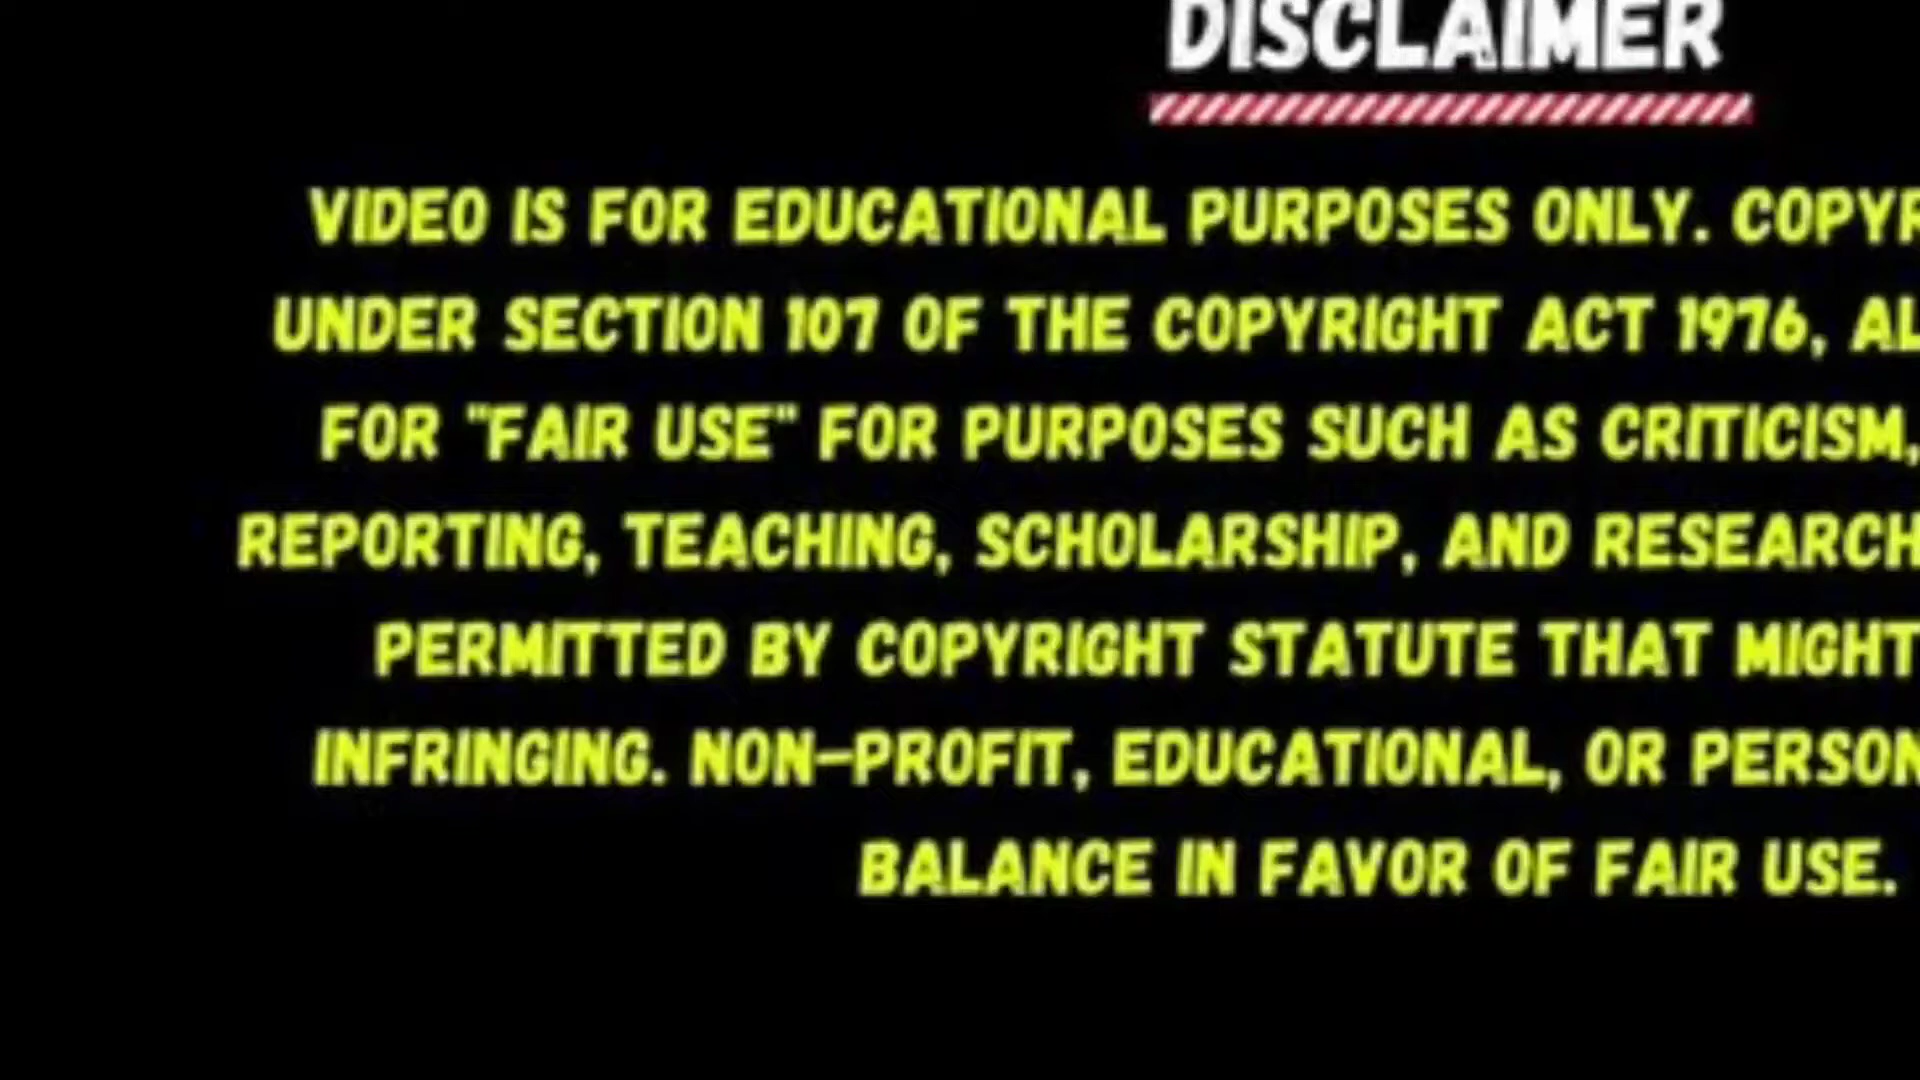 DISCLAIMER
VIDEO IS FOR EDUCATIONAL PURPOSES ONLY. COPYR
UNDER SECTION 107 OF THE COPYRIGHT ACT 1976, AL
FOR "FAIR USE" FOR PURPOSES SUCH AS CRITICISM,
REPORTING, TEACHING, SCHOLARSHIP, AND RESEARCH
PERMITTED BY COPYRIGHT STATUTE THAT MIGHT
INFRINGING. NON-PROFIT, EDUCATIONAL, OR PERSON
BALANCE IN FAVOR OF FAIR USE.